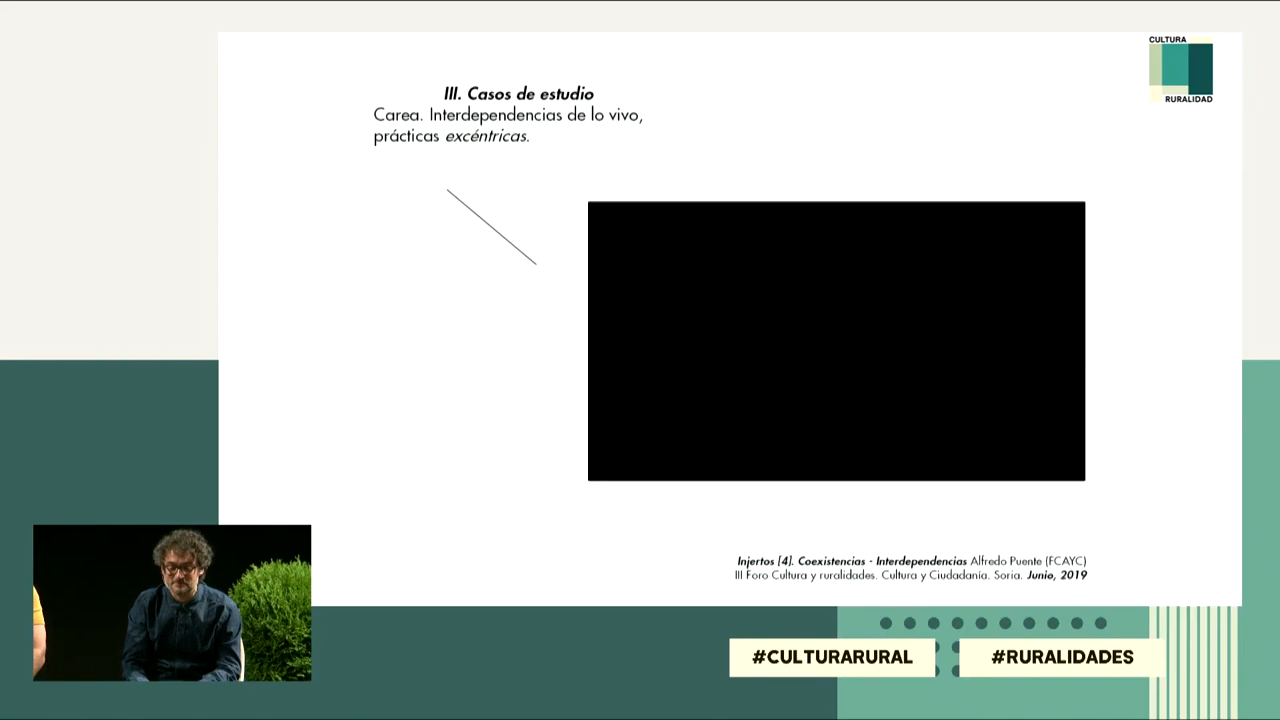 CULTURA
RURALIDAD
III. Casos de estudio
Carea. Interdependencias de lo vivo,
prácticas excéntricas.
Injertos [4]. Coexistencias - Interdependencias Alfredo Puente (FCAYC)
III Foro Cultura y ruralidades. Cultura y Ciudadanía. Soria. Junio, 2019
#CULTURARURAL
#RURALIDADES